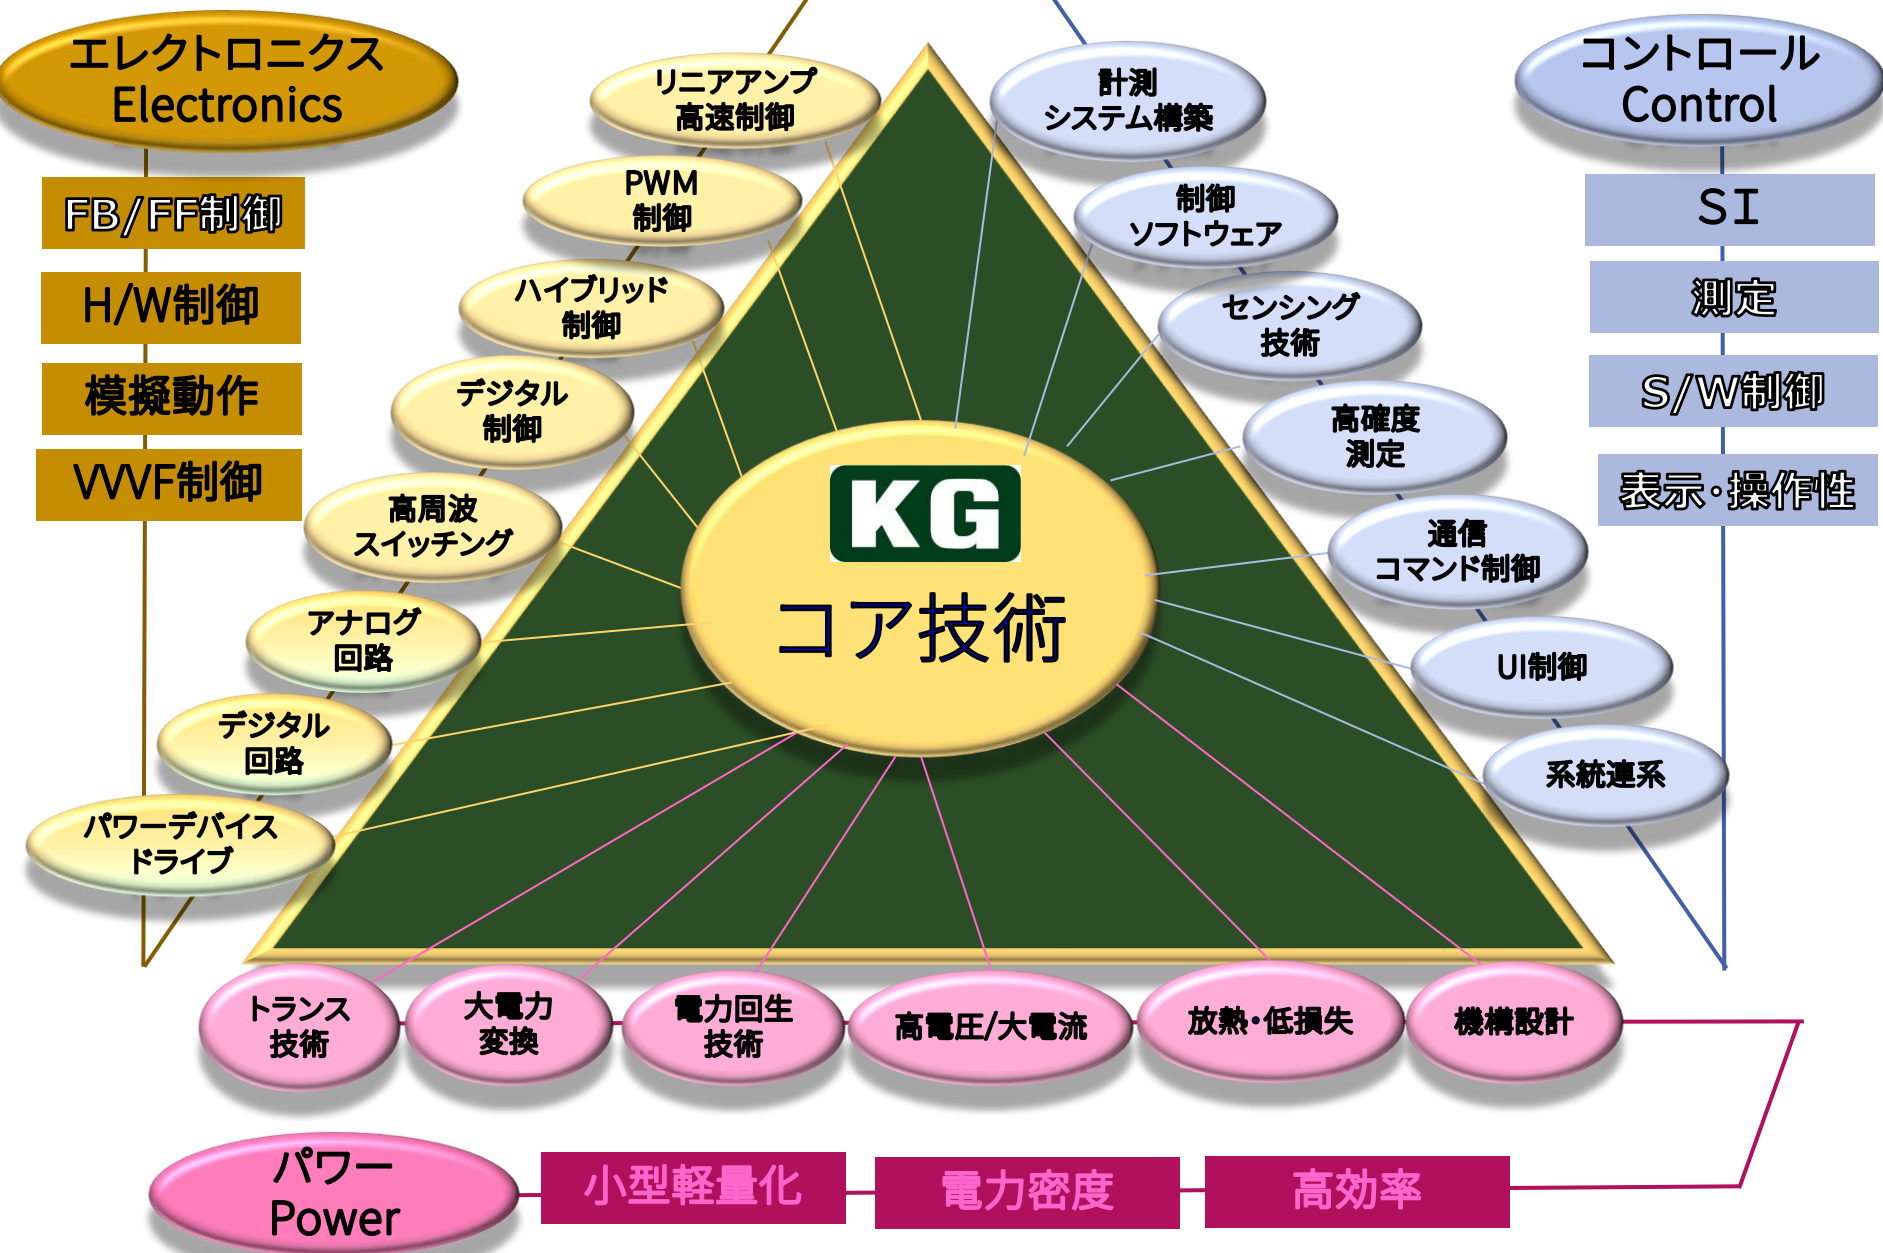 エレクトロニクス
Electronics
FB/FF制御
H/W制御
模擬動作
VVVF制御
リニアアンプ
高速制御
PWM
制御
ハイブリッド
制御
デジタル
制御
高周波
スイッチング
アナログ
回路
デジタル
回路
パワーデバイス
ドライブ
KG
コア技術
計測
システム構築
制御
ソフトウェア
センシング
技術
高確度
測定
通信
コマンド制御
UI制御
系統連系
コントロール
Control
SI
測定
S/W制御
表示・操作性
トランス
技術
大電力
変換
電力回生
技術
高電圧/大電流
放熱・低損失
機構設計
パワー
Power
小型軽量化
電力密度
高効率